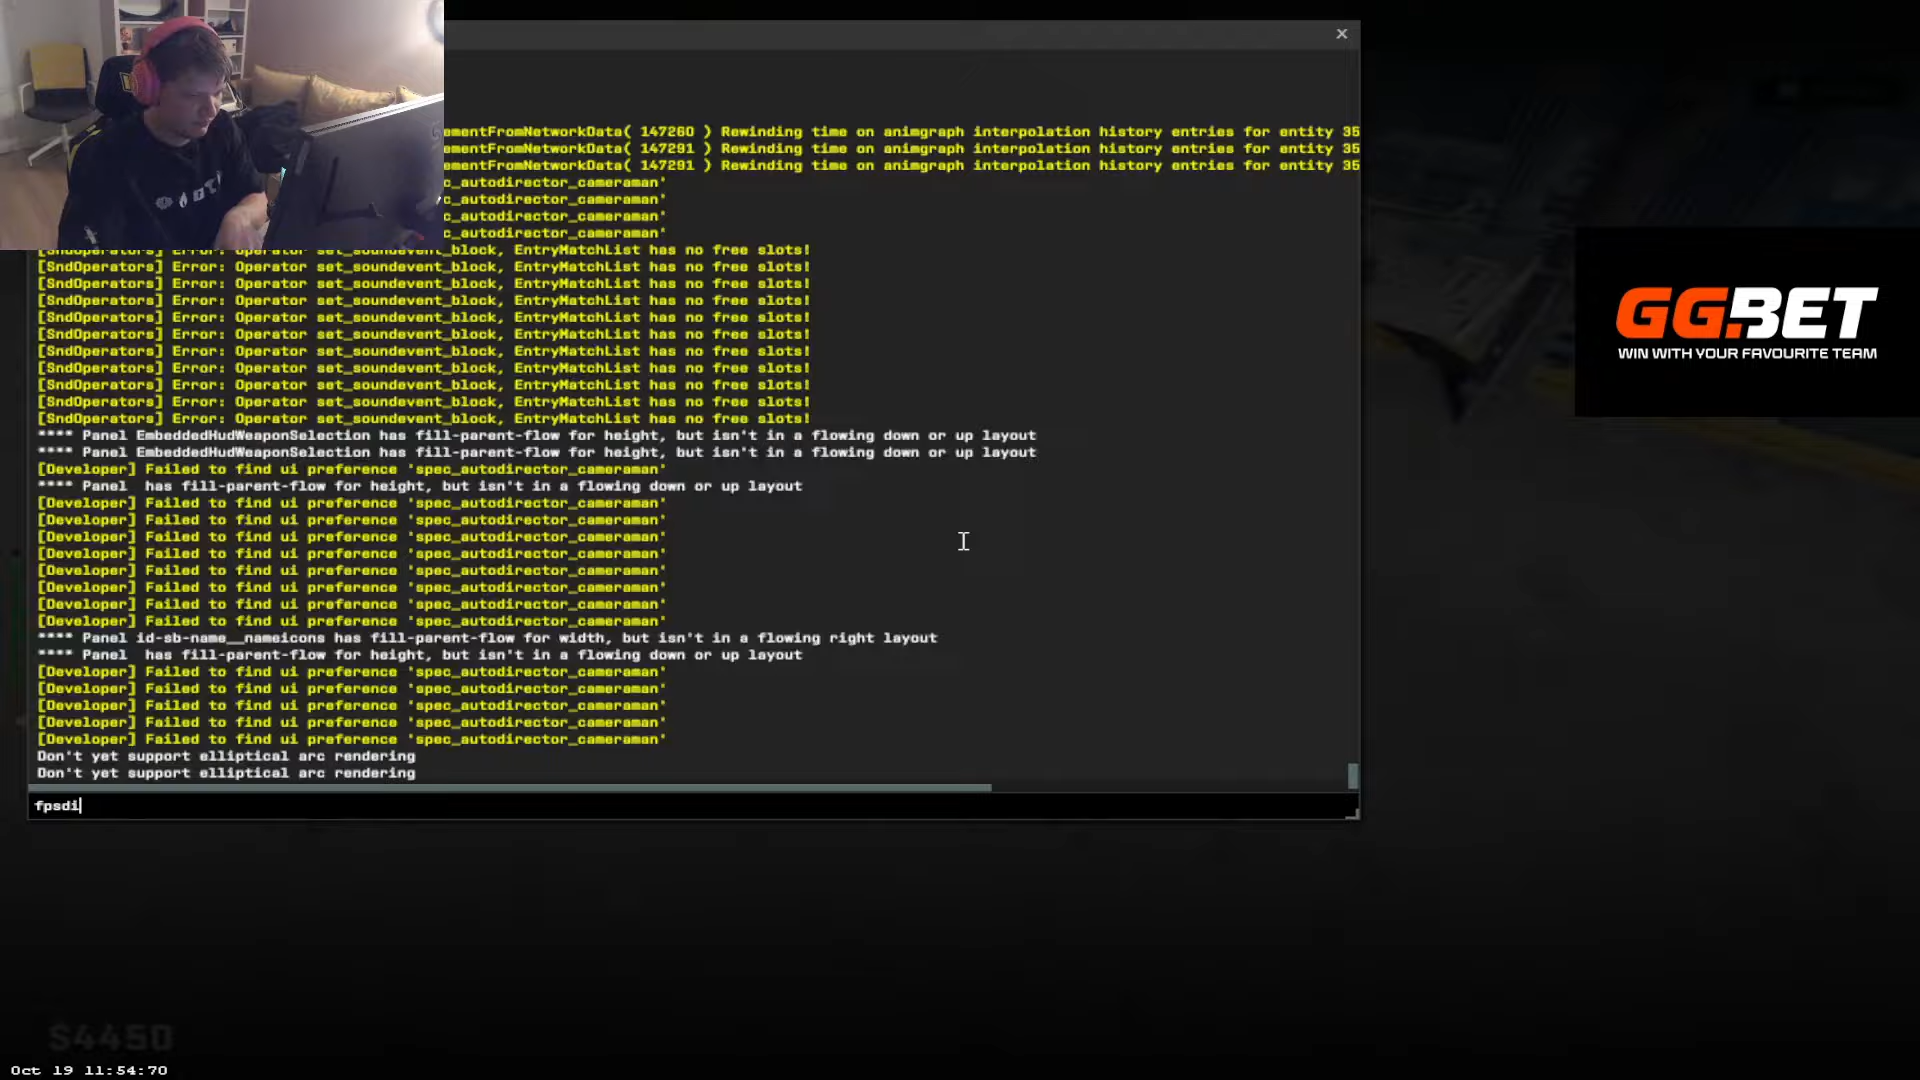 ementFromNetworkData( 147260 ) Rewinding time on animgraph interpolation history entries for entity 35
ementFromNetworkData( 147291 ) Rewinding time on animgraph interpolation history entries for entity 35
ementFromNetworkData( 147291 ) Rewinding time on animgraph interpolation history entries for entity 35
c_autodirector_cameraman'
c_autodirector_cameraman'
c_autodirector_cameraman'
c_autodirector_cameraman'
[SndOperators] Error: Operator set_soundevent_block, EntryMatchList has no free slots!
[SndOperators] Error: Operator set_soundevent_block, EntryMatchList has no free slots!
[SndOperators] Error: Operator set_soundevent_block, EntryMatchList has no free slots!
[SndOperators] Error: Operator set_soundevent_block, EntryMatchList has no free slots!
[SndOperators] Error: Operator set_soundevent_block, EntryMatchList has no free slots!
[SndOperators] Error: Operator set_soundevent_block, EntryMatchList has no free slots!
[SndOperators] Error: Operator set_soundevent_block, EntryMatchList has no free slots!
[SndOperators] Error: Operator set_soundevent_block, EntryMatchList has no free slots!
[SndOperators] Error: Operator set_soundevent_block, EntryMatchList has no free slots!
[SndOperators] Error: Operator set_soundevent_block, EntryMatchList has no free slots!
[SndOperators] Error: Operator set_soundevent_block, EntryMatchList has no free slots!
**** Panel EmbeddedHudWeaponSelection has fill-parent-flow for height, but isn't in a flowing down or up layout
**** Panel EmbeddedHudWeaponSelection has fill-parent-flow for height, but isn't in a flowing down or up layout
[Developer] Failed to find ui preference 'spec_autodirector_cameraman'
**** Panel  has fill-parent-flow for height, but isn't in a flowing down or up layout
[Developer] Failed to find ui preference 'spec_autodirector_cameraman'
[Developer] Failed to find ui preference 'spec_autodirector_cameraman'
[Developer] Failed to find ui preference 'spec_autodirector_cameraman'
[Developer] Failed to find ui preference 'spec_autodirector_cameraman'
[Developer] Failed to find ui preference 'spec_autodirector_cameraman'
[Developer] Failed to find ui preference 'spec_autodirector_cameraman'
[Developer] Failed to find ui preference 'spec_autodirector_cameraman'
[Developer] Failed to find ui preference 'spec_autodirector_cameraman'
**** Panel id-sb-name__nameicons has fill-parent-flow for width, but isn't in a flowing right layout
**** Panel  has fill-parent-flow for height, but isn't in a flowing down or up layout
[Developer] Failed to find ui preference 'spec_autodirector_cameraman'
[Developer] Failed to find ui preference 'spec_autodirector_cameraman'
[Developer] Failed to find ui preference 'spec_autodirector_cameraman'
[Developer] Failed to find ui preference 'spec_autodirector_cameraman'
[Developer] Failed to find ui preference 'spec_autodirector_cameraman'
Don't yet support elliptical arc rendering
Don't yet support elliptical arc rendering
fpsdi
GG.BET
WIN WITH YOUR FAVOURITE TEAM
$4450
Oct 19 11:54:70